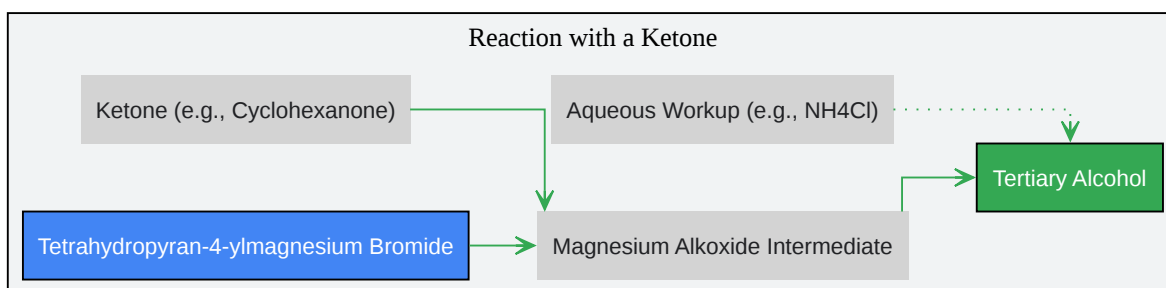 Reaction with a Ketone
Ketone (e.g., Cyclohexanone)
Aqueous Workup (e.g., NH4Cl)
Tertiary Alcohol
Tetrahydropyran-4-ylmagnesium Bromide
Magnesium Alkoxide Intermediate